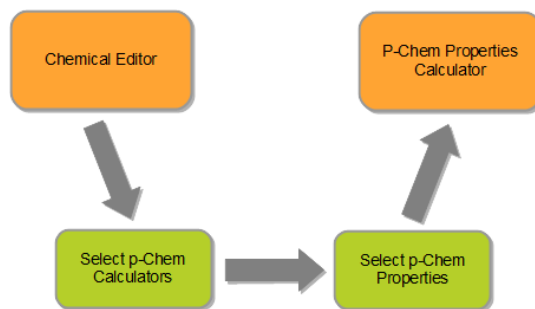 Chemical Editor
P-Chem Properties
Calculator
Select p-Chem
Calculators
Select p-Chem
Properties